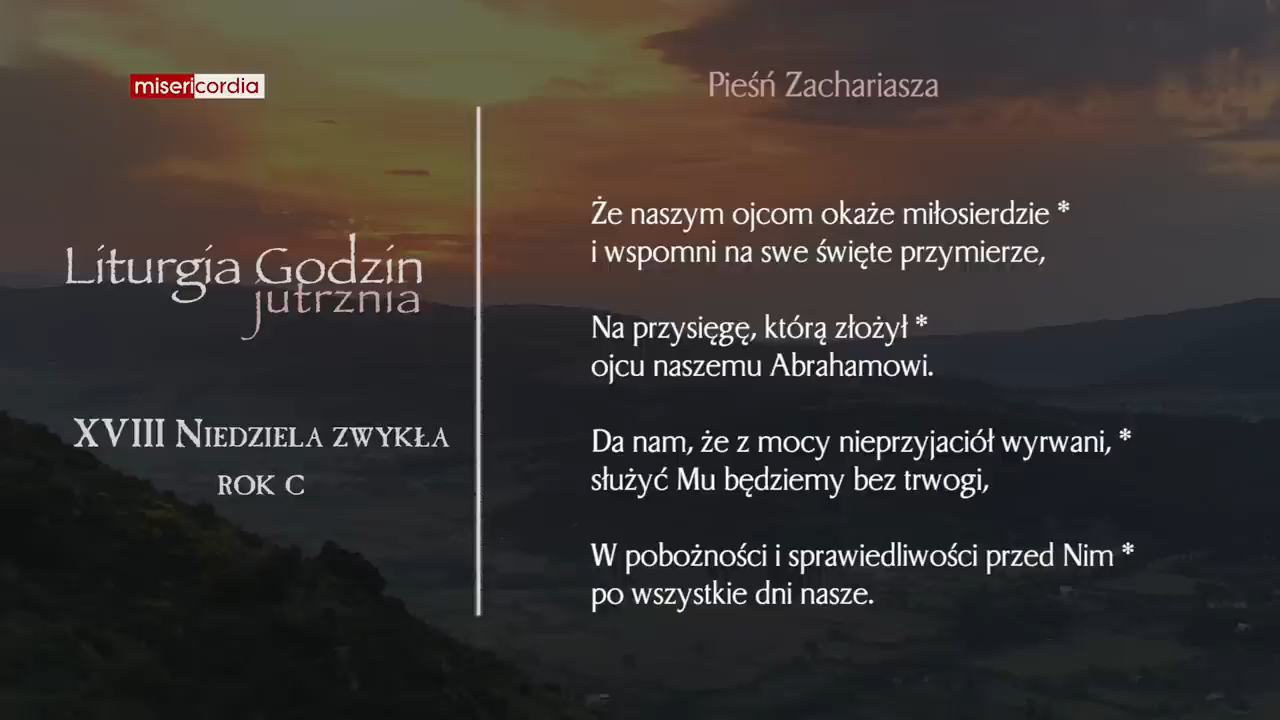 misericordia
Liturgia Godzin
jutrznia
XVIII Niedziela zwykła
rok C
Pieśń Zachariasza
Że naszym ojcom okaże miłosierdzie *
i wspomni na swe święte przymierze,
Na przysięgę, którą złożył *
ojcu naszemu Abrahamowi.
Da nam, że z mocy nieprzyjaciół wyrwani, *
służyć Mu będziemy bez trwogi,
W pobożności i sprawiedliwości przed Nim *
po wszystkie dni nasze.